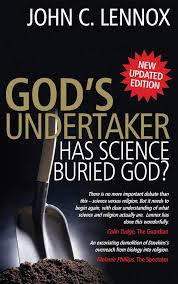 JOHN C. LENNOX
NEW
UPDATED
EDITION
GOD'S
UNDERTAKER
HAS SCIENCE
BURIED GOD?
There is no more important debate than
this – science versus religion. But it needs to
begin again, with clear understanding of what
science and religion actually are. Lennox has
done this wonderfully.
Colin Tudge, The Guardian
An excoriating demolition of Dawkins's
overreach from biology into religion.
Melanie Phillips, The Spectator